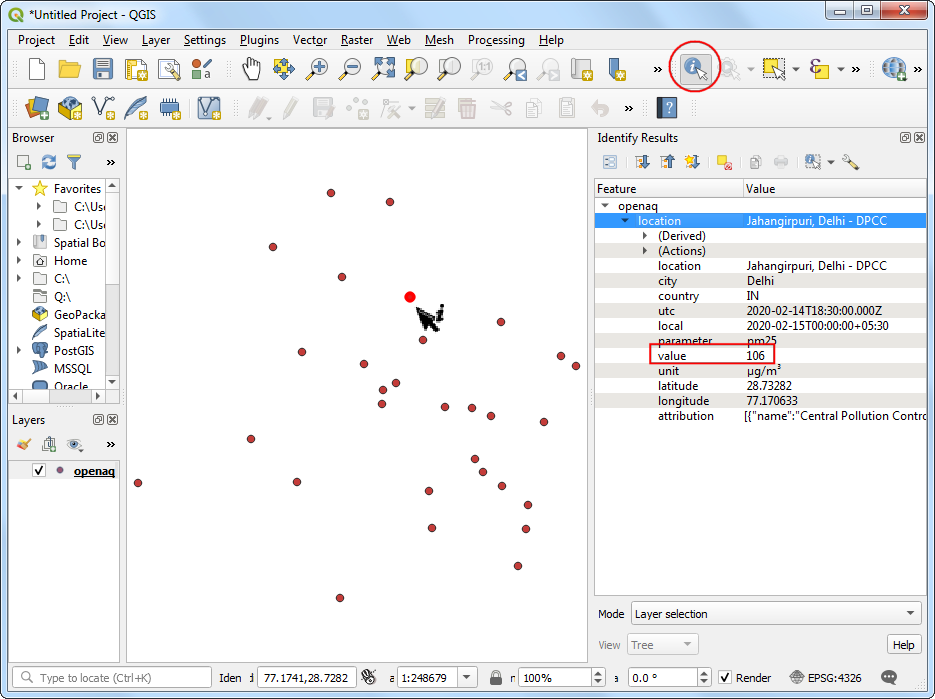 *Untitled Project - QGIS
Project Edit View Layer Settings Plugins Vector Raster Web Mesh Processing Help
1:1
Browser
Favorites
C:\Use
C:\Use
Spatial Bo
Home
C:\
Q:\
GeoPacka
SpatiaLite
PostGIS
MSSQL
Oracle
Layers
openaq
Identify Results
Feature Value
openaq
location Jahangirpuri, Delhi - DPCC
(Derived)
(Actions)
location Jahangirpuri, Delhi - DPCC
city Delhi
country IN
utc 2020-02-14T18:30:00.000Z
local 2020-02-15T00:00:00+05:30
parameter pm25
value 106
unit µg/m³
latitude 28.73282
longitude 77.170633
attribution [{"name":"Central Pollution Contro
Mode Layer selection
View Tree Help
Type to locate (Ctrl+K) Iden 77.1741,28.7282 1:248679 100% 0.0 ° Render EPSG:4326